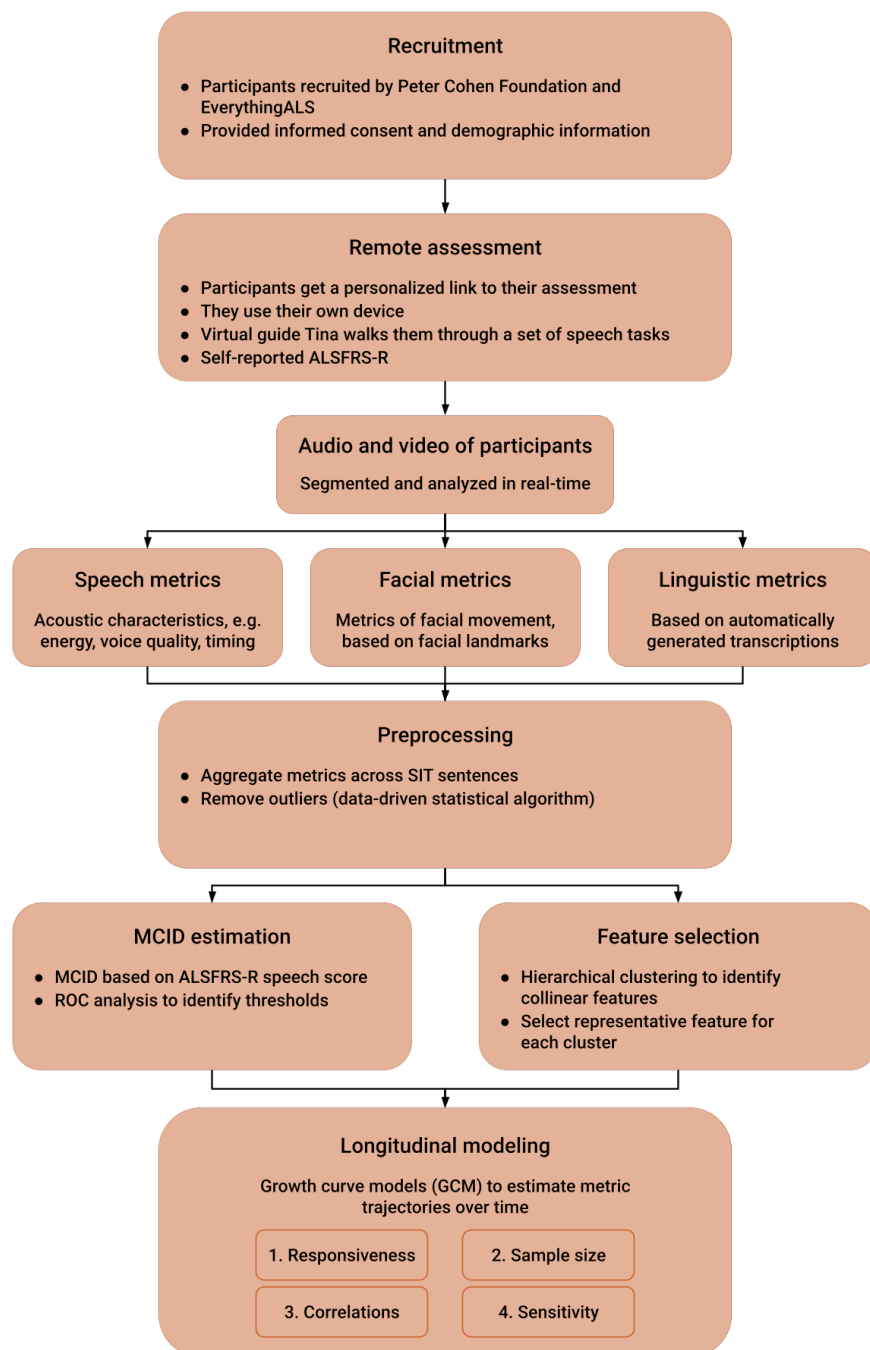 Recruitment
● Participants recruited by Peter Cohen Foundation and
EverythingALS
● Provided informed consent and demographic information
Remote assessment
● Participants get a personalized link to their assessment
● They use their own device
● Virtual guide Tina walks them through a set of speech tasks
● Self-reported ALSFRS-R
Audio and video of participants
Segmented and analyzed in real-time
Speech metrics
Acoustic characteristics, e.g.
energy, voice quality, timing
Facial metrics
Metrics of facial movement,
based on facial landmarks
Linguistic metrics
Based on automatically
generated transcriptions
Preprocessing
● Aggregate metrics across SIT sentences
● Remove outliers (data-driven statistical algorithm)
MCID estimation
● MCID based on ALSFRS-R speech score
● ROC analysis to identify thresholds
Feature selection
● Hierarchical clustering to identify
collinear features
● Select representative feature for
each cluster
Longitudinal modeling
Growth curve models (GCM) to estimate metric
trajectories over time
1. Responsiveness
2. Sample size
3. Correlations
4. Sensitivity